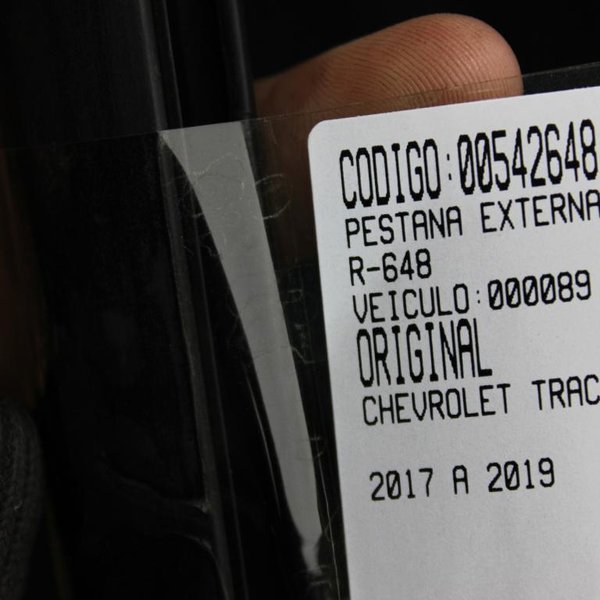 CODIGO:00542648
PESTANA EXTERNA
R-648
VEICULO:000089
ORIGINAL
CHEVROLET TRAC
2017 A 2019